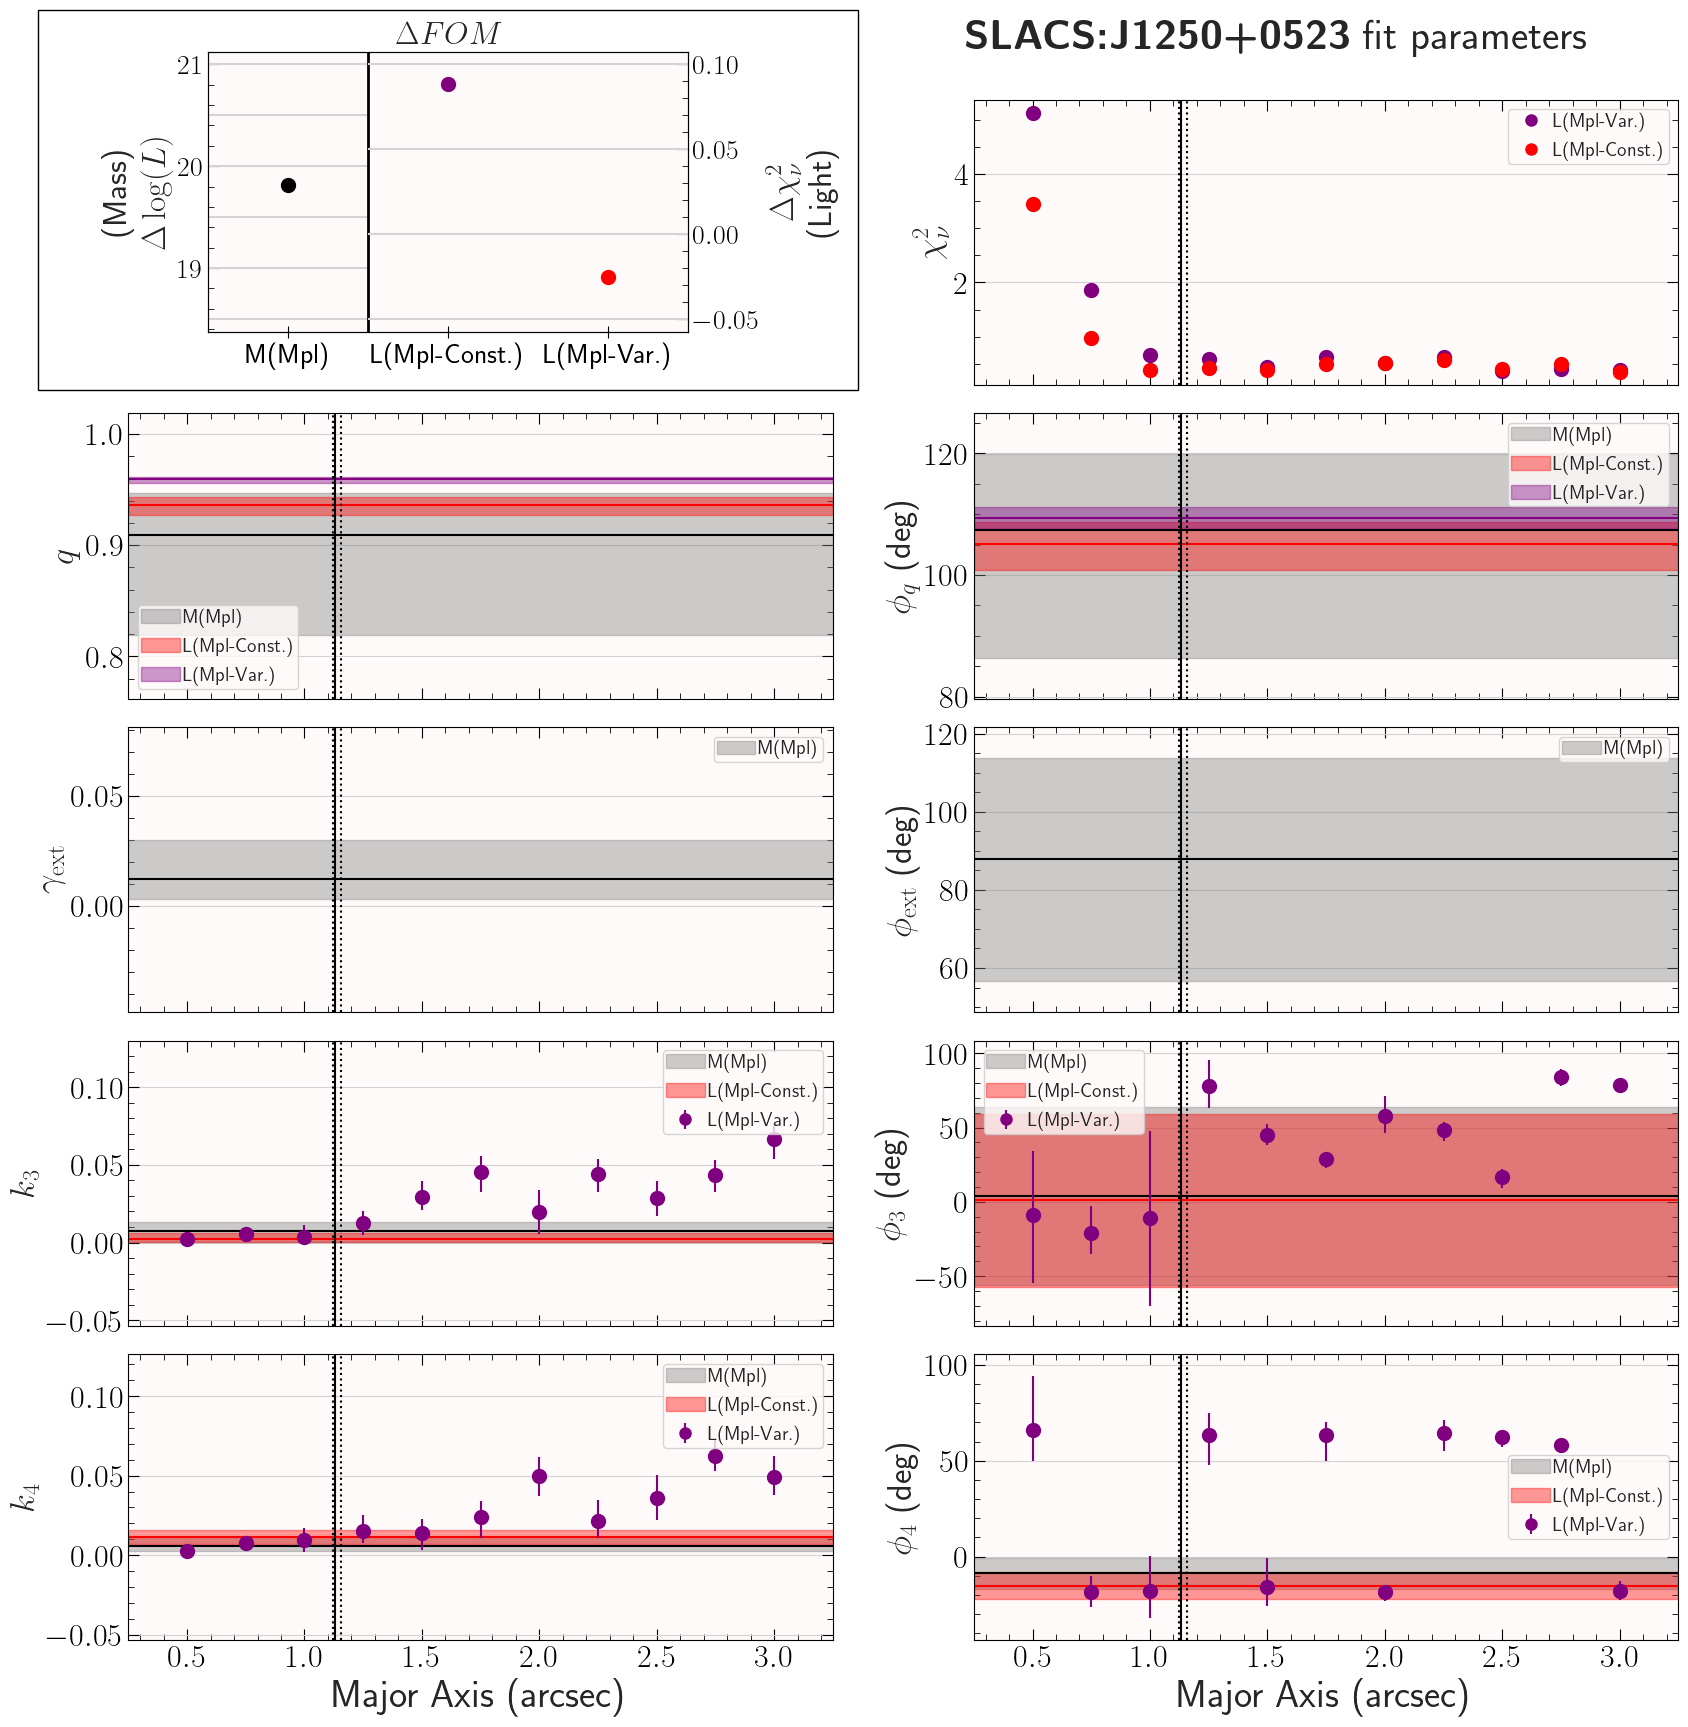 ΔFOM
SLACS:J1250+0523 fit parameters
21
20
19
(Mass)
Δ log(L)
0.10
0.05
0.00
−0.05
Δχ²_ν
(Light)
M(Mpl)
L(Mpl-Const.)
L(Mpl-Var.)
χ²_ν
4
2
L(Mpl-Var.)
L(Mpl-Const.)
q
1.0
0.9
0.8
M(Mpl)
L(Mpl-Const.)
L(Mpl-Var.)
ϕ_q (deg)
120
100
80
M(Mpl)
L(Mpl-Const.)
L(Mpl-Var.)
γ_ext
0.05
0.00
M(Mpl)
ϕ_ext (deg)
120
100
80
60
M(Mpl)
k₃
0.10
0.05
0.00
−0.05
M(Mpl)
L(Mpl-Const.)
L(Mpl-Var.)
ϕ₃ (deg)
100
50
0
−50
M(Mpl)
L(Mpl-Const.)
L(Mpl-Var.)
k₄
0.10
0.05
0.00
−0.05
M(Mpl)
L(Mpl-Const.)
L(Mpl-Var.)
0.5 1.0 1.5 2.0 2.5 3.0
Major Axis (arcsec)
ϕ₄ (deg)
100
50
0
M(Mpl)
L(Mpl-Const.)
L(Mpl-Var.)
0.5 1.0 1.5 2.0 2.5 3.0
Major Axis (arcsec)